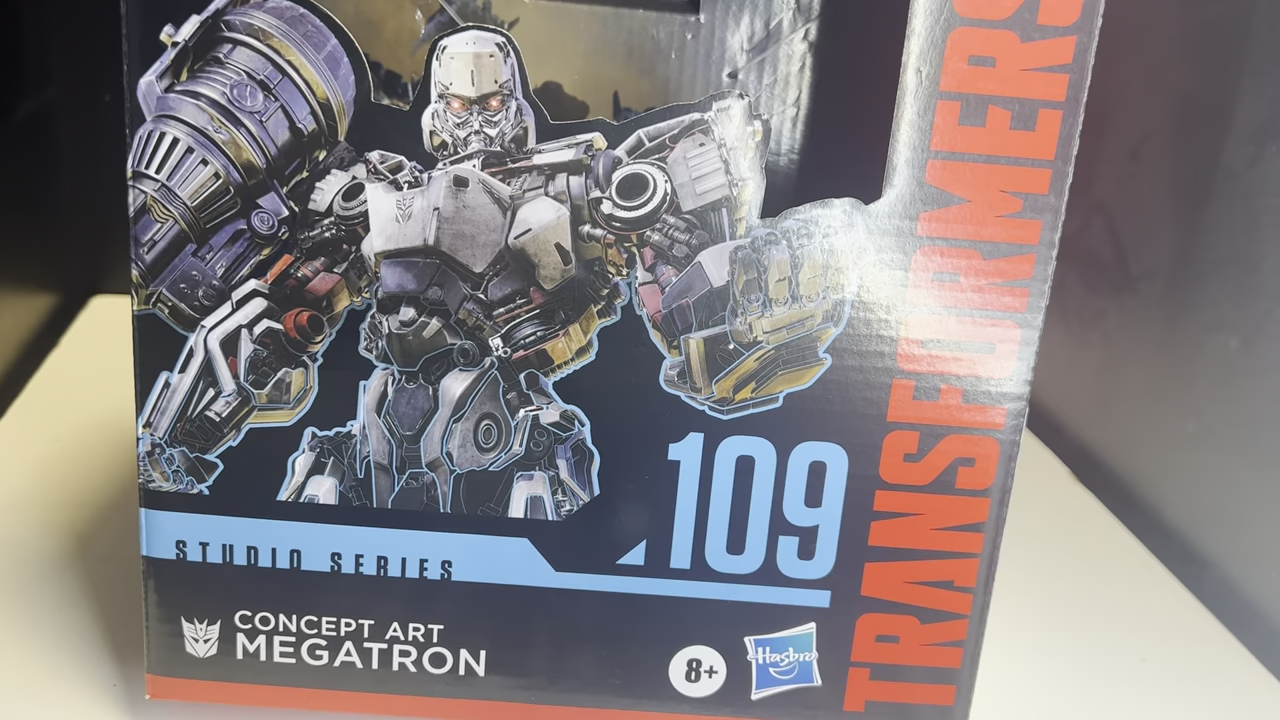 TRANSFORMERS
109
STUDIO SERIES
CONCEPT ART
MEGATRON
8+
Hasbro